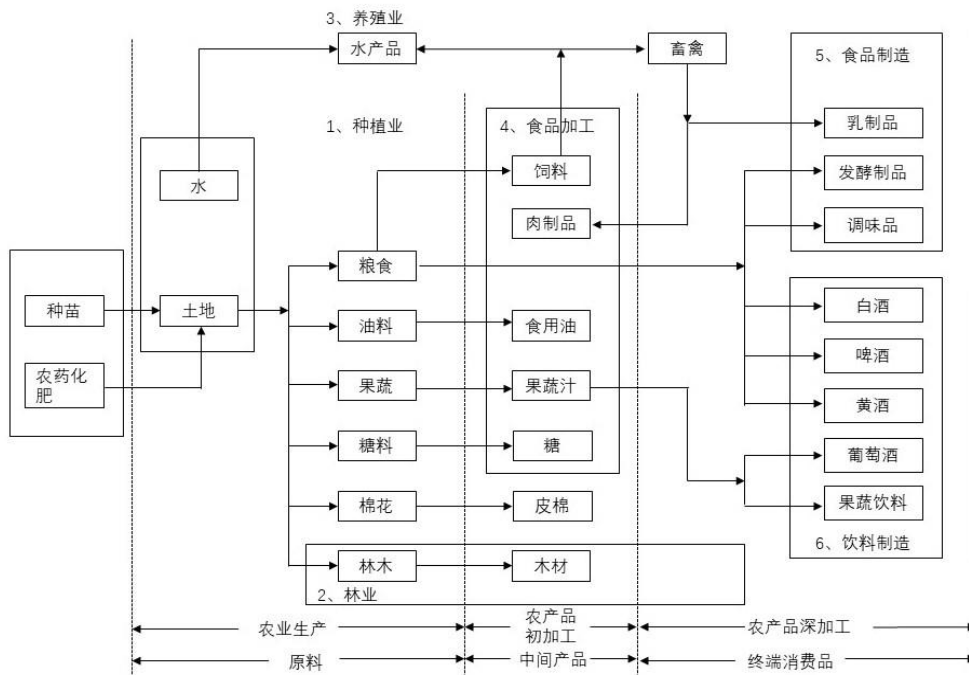 3、养殖业
水产品
畜禽
5、食品制造
1、种植业
4、食品加工
乳制品
水
饲料
发酵制品
肉制品
调味品
粮食
种苗
土地
油料
食用油
白酒
啤酒
农药化
肥
果蔬
果蔬汁
黄酒
糖料
糖
葡萄酒
棉花
皮棉
果蔬饮料
6、饮料制造
林木
木材
2、林业
农业生产
农产品
初加工
农产品深加工
原料
中间产品
终端消费品